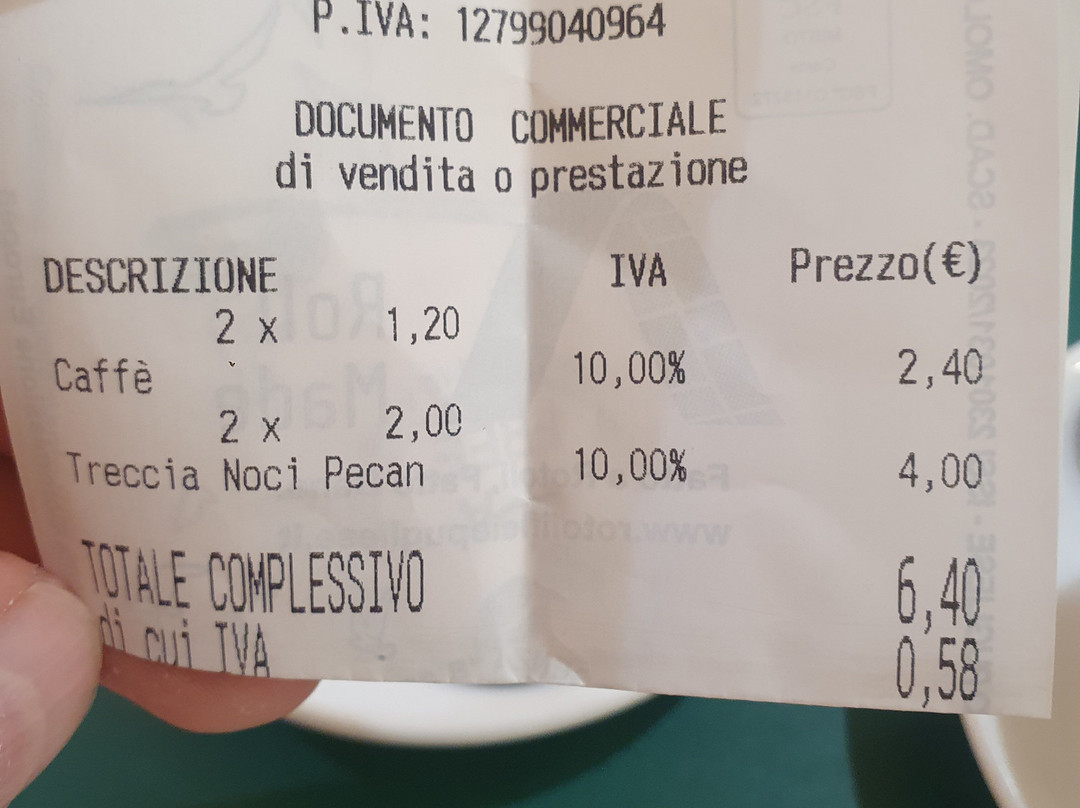 P.IVA: 12799040964
DOCUMENTO COMMERCIALE
di vendita o prestazione
DESCRIZIONE IVA Prezzo(€)
2 x 1,20
Caffè 10,00% 2,40
2 x 2,00
Treccia Noci Pecan 10,00% 4,00
TOTALE COMPLESSIVO 6,40
di cui IVA 0,58